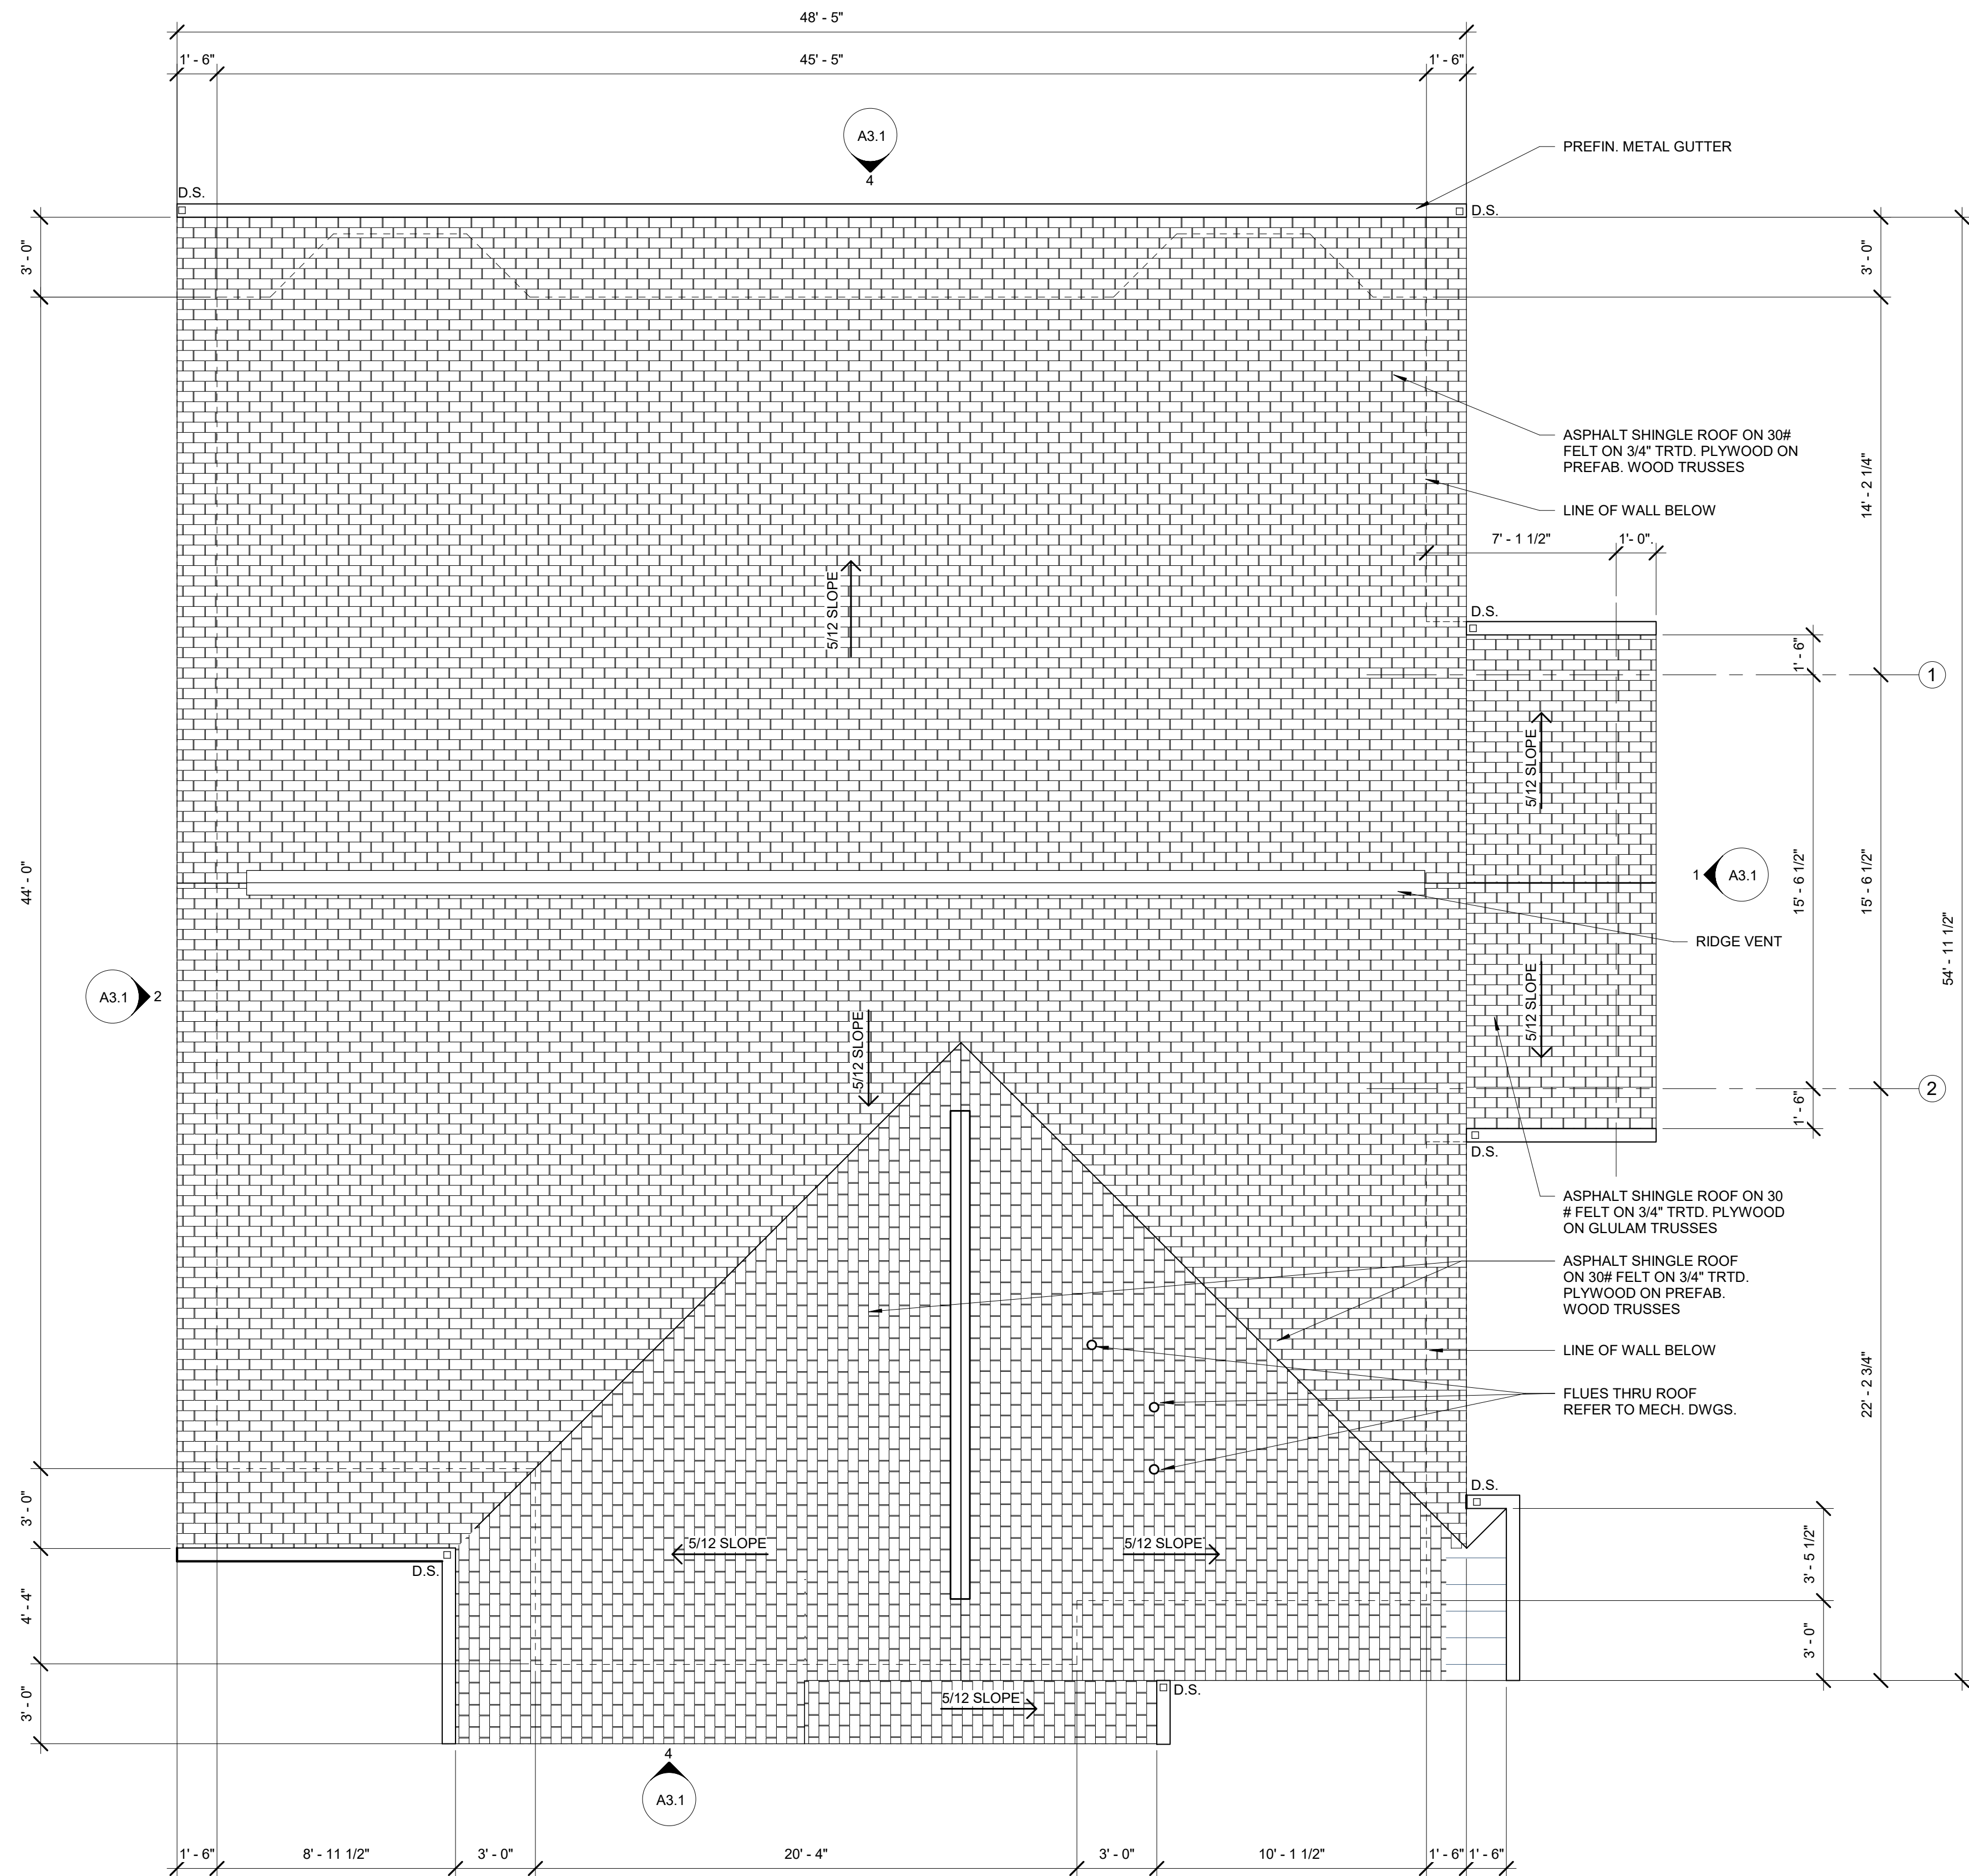 48' - 5"
1' - 6"
45' - 5"
1' - 6"
A3.1
4
PREFIN. METAL GUTTER
D.S.
D.S.
3' - 0"
3' - 0"
ASPHALT SHINGLE ROOF ON 30#
FELT ON 3/4" TRTD. PLYWOOD ON
PREFAB. WOOD TRUSSES
14' - 2 1/4"
LINE OF WALL BELOW
7' - 1 1/2"
1'- 0".
5/12 SLOPE
D.S.
1' - 6"
1
5/12 SLOPE
44' - 0"
1
A3.1
15' - 6 1/2"
15' - 6 1/2"
RIDGE VENT
54' - 11 1/2"
A3.1
2
5/12 SLOPE
5/12 SLOPE
2
1' - 6"
D.S.
ASPHALT SHINGLE ROOF ON 30
# FELT ON 3/4" TRTD. PLYWOOD
ON GLULAM TRUSSES
ASPHALT SHINGLE ROOF
ON 30# FELT ON 3/4" TRTD.
PLYWOOD ON PREFAB.
WOOD TRUSSES
LINE OF WALL BELOW
22' - 2 3/4"
FLUES THRU ROOF
REFER TO MECH. DWGS.
D.S.
3' - 0"
5/12 SLOPE
5/12 SLOPE
D.S.
3' - 5 1/2"
4' - 4"
3' - 0"
5/12 SLOPE
D.S.
3' - 0"
4
A3.1
1' - 6"
8' - 11 1/2"
3' - 0"
20' - 4"
3' - 0"
10' - 1 1/2"
1' - 6"
1' - 6"